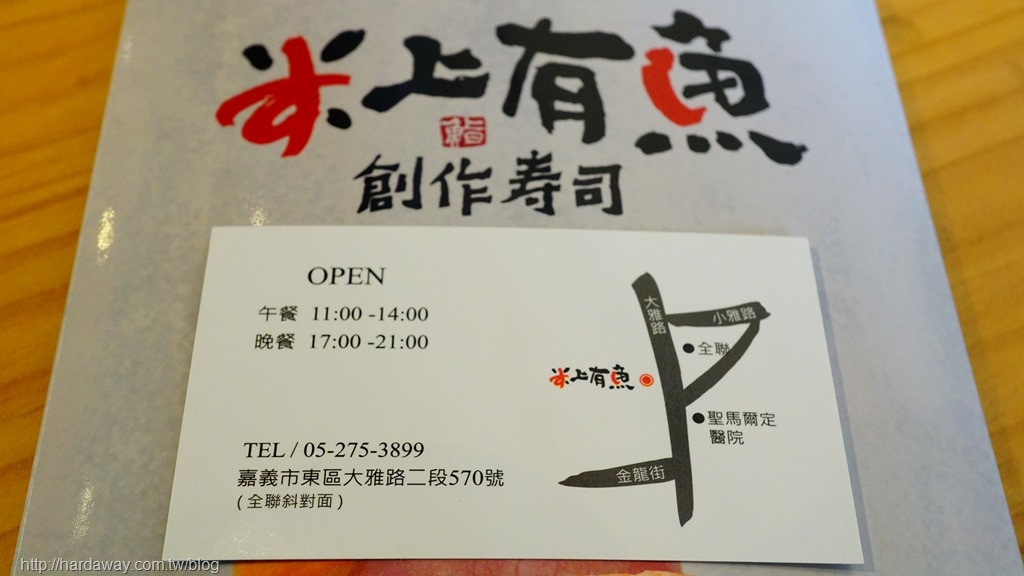 米上有魚
鮨
創作寿司
OPEN
午餐 11:00 -14:00
晚餐 17:00 -21:00
TEL / 05-275-3899
嘉義市東區大雅路二段570號
(全聯斜對面)
大雅路
小雅路
全聯
米上有魚
聖馬爾定
醫院
金龍街
http://hardaway.com.tw/blog